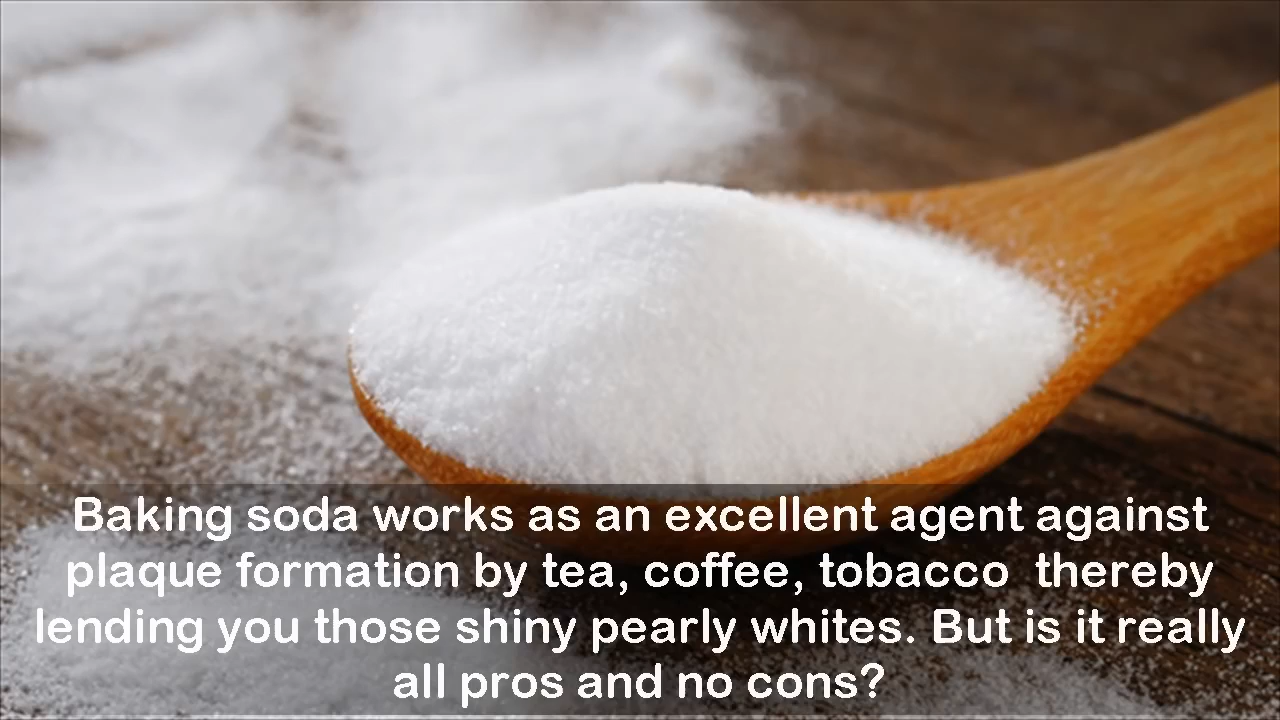 Baking soda works as an excellent agent against
plaque formation by tea, coffee, tobacco  thereby
lending you those shiny pearly whites. But is it really
all pros and no cons?